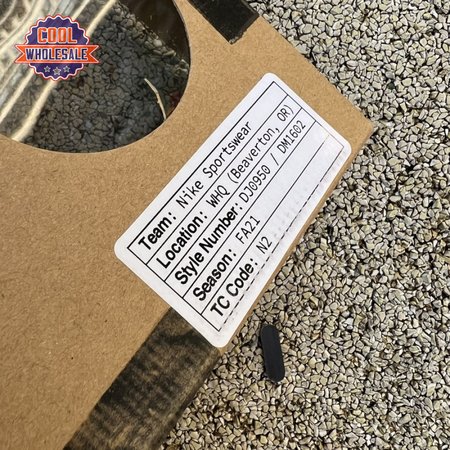 COOL
WHOLESALE
Team: Nike Sportswear
Location: WHQ (Beaverton, OR)
Style Number: DJ0950 / DM1602
Season: FA21
TC Code: N2